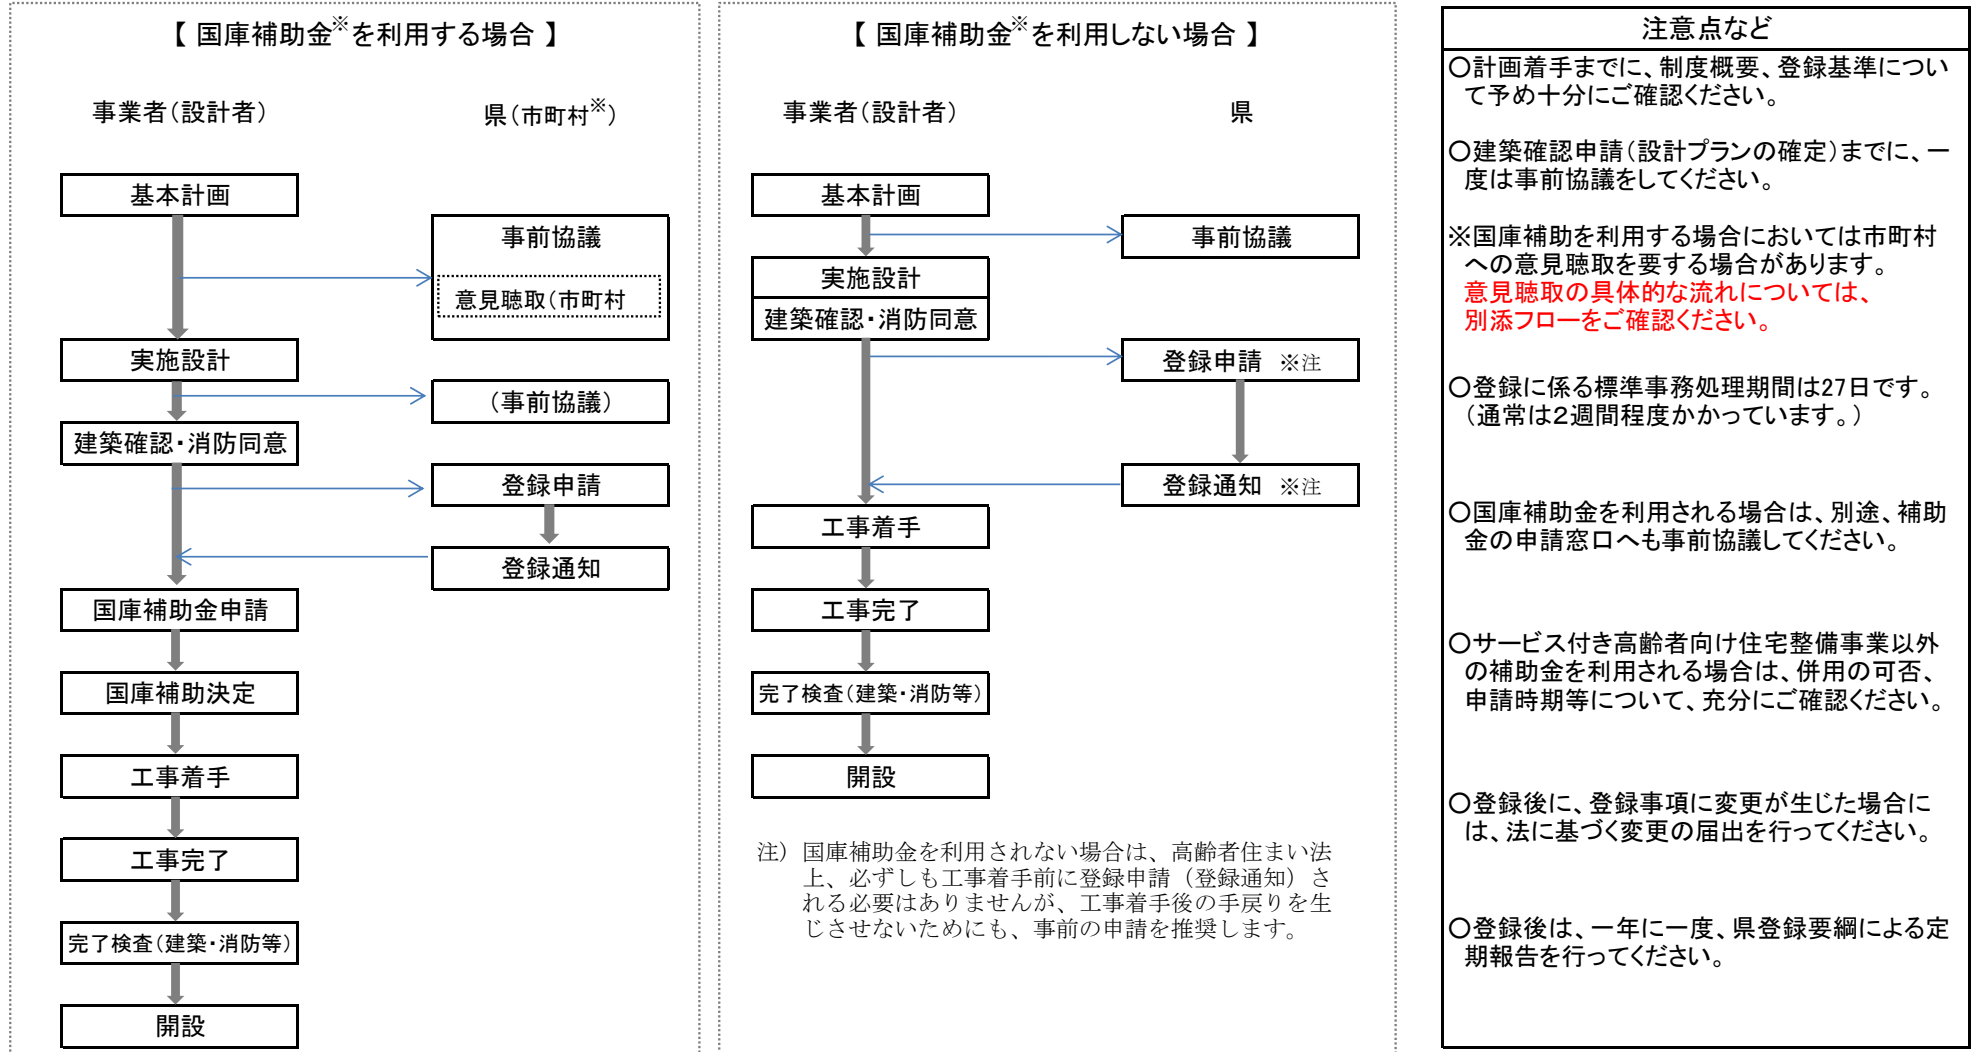 【 国庫補助金※を利用する場合 】
事業者（設計者）
県（市町村※）
基本計画
事前協議
意見聴取（市町村
実施設計
（事前協議）
建築確認・消防同意
登録申請
登録通知
国庫補助金申請
国庫補助決定
工事着手
工事完了
完了検査（建築・消防等）
開設
【 国庫補助金※を利用しない場合 】
事業者（設計者）
県
基本計画
事前協議
実施設計
建築確認・消防同意
登録申請 ※注
登録通知 ※注
工事着手
工事完了
完了検査（建築・消防等）
開設
注） 国庫補助金を利用されない場合は、高齢者住まい法
上、必ずしも工事着手前に登録申請（登録通知）さ
れる必要はありませんが、工事着手後の手戻りを生
じさせないためにも、事前の申請を推奨します。
注意点など
〇計画着手までに、制度概要、登録基準につい
て予め十分にご確認ください。
〇建築確認申請（設計プランの確定）までに、一
度は事前協議をしてください。
※国庫補助を利用する場合においては市町村
への意見聴取を要する場合があります。
意見聴取の具体的な流れについては、
別添フローをご確認ください。
〇登録に係る標準事務処理期間は27日です。
（通常は２週間程度かかっています。）
〇国庫補助金を利用される場合は、別途、補助
金の申請窓口へも事前協議してください。
〇サービス付き高齢者向け住宅整備事業以外
の補助金を利用される場合は、併用の可否、
申請時期等について、充分にご確認ください。
〇登録後に、登録事項に変更が生じた場合に
は、法に基づく変更の届出を行ってください。
〇登録後は、一年に一度、県登録要綱による定
期報告を行ってください。